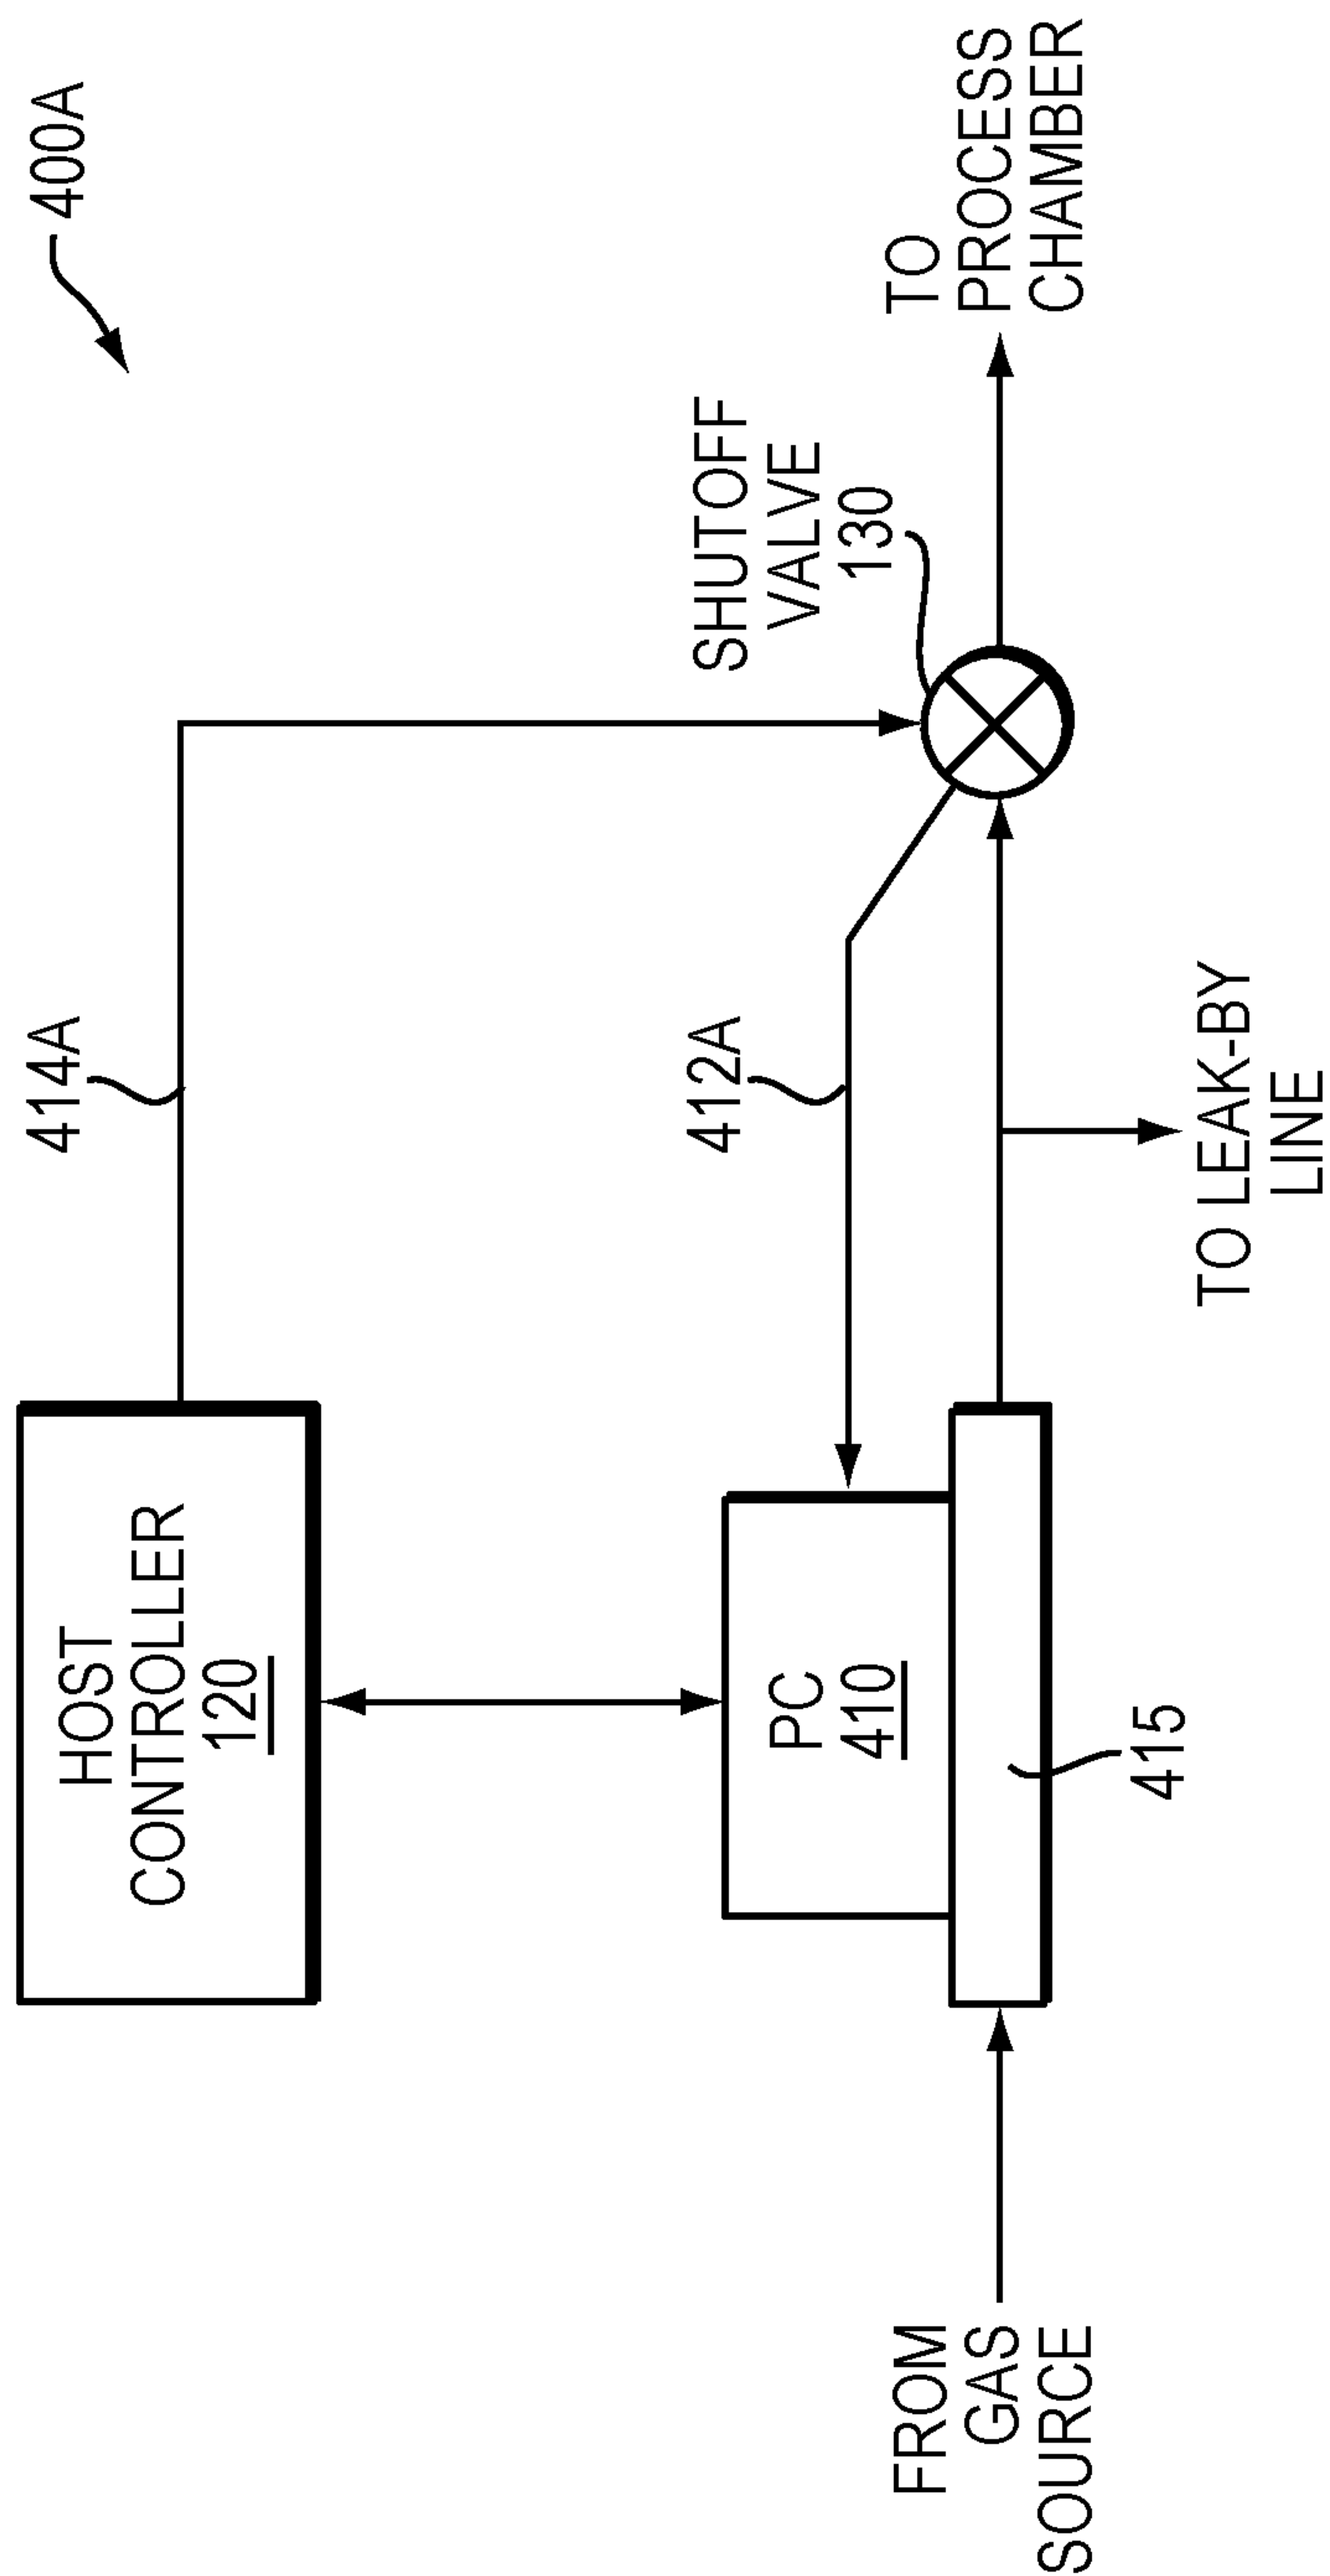 400A
414A
HOST
CONTROLLER
120
SHUTOFF
VALVE
130
412A
PC
410
TO
PROCESS
CHAMBER
FROM
GAS
SOURCE
415
TO LEAK-BY
LINE